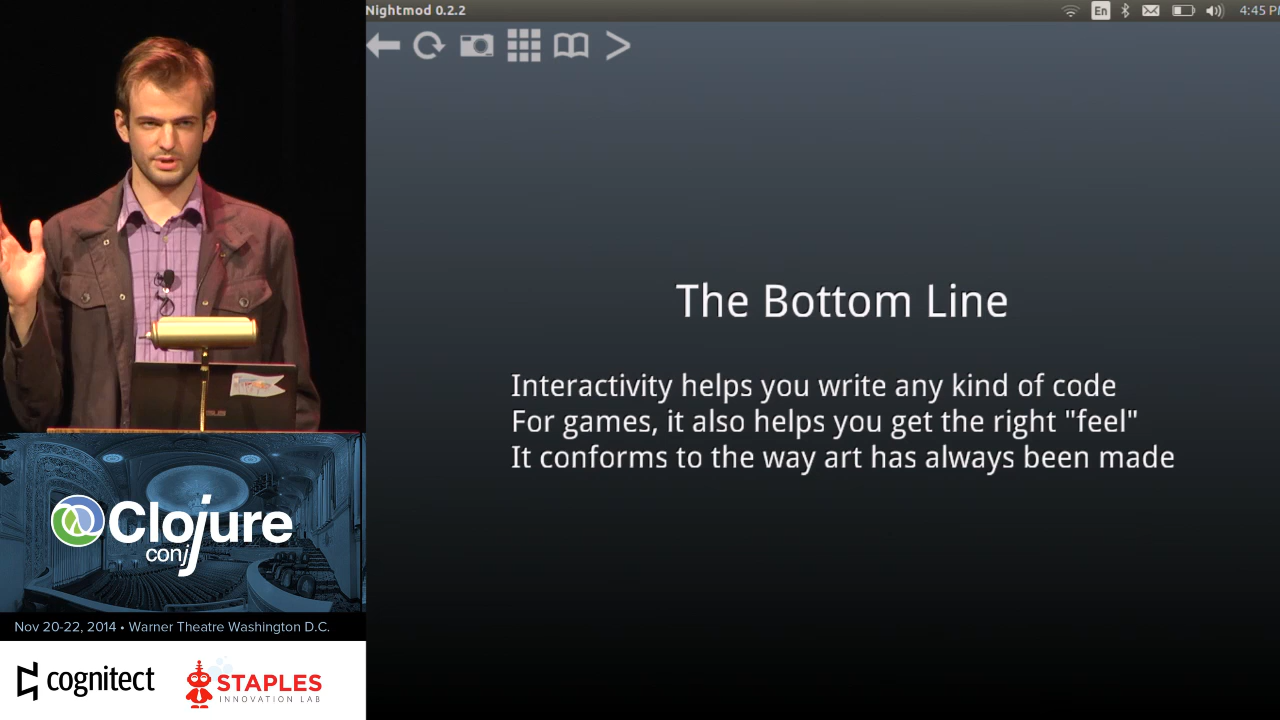 Nightmod 0.2.2
En
4:45 P
The Bottom Line
Interactivity helps you write any kind of code
For games, it also helps you get the right "feel"
It conforms to the way art has always been made
Clojure
conj
Nov 20-22, 2014 • Warner Theatre Washington D.C.
cognitect
STAPLES
INNOVATION LAB